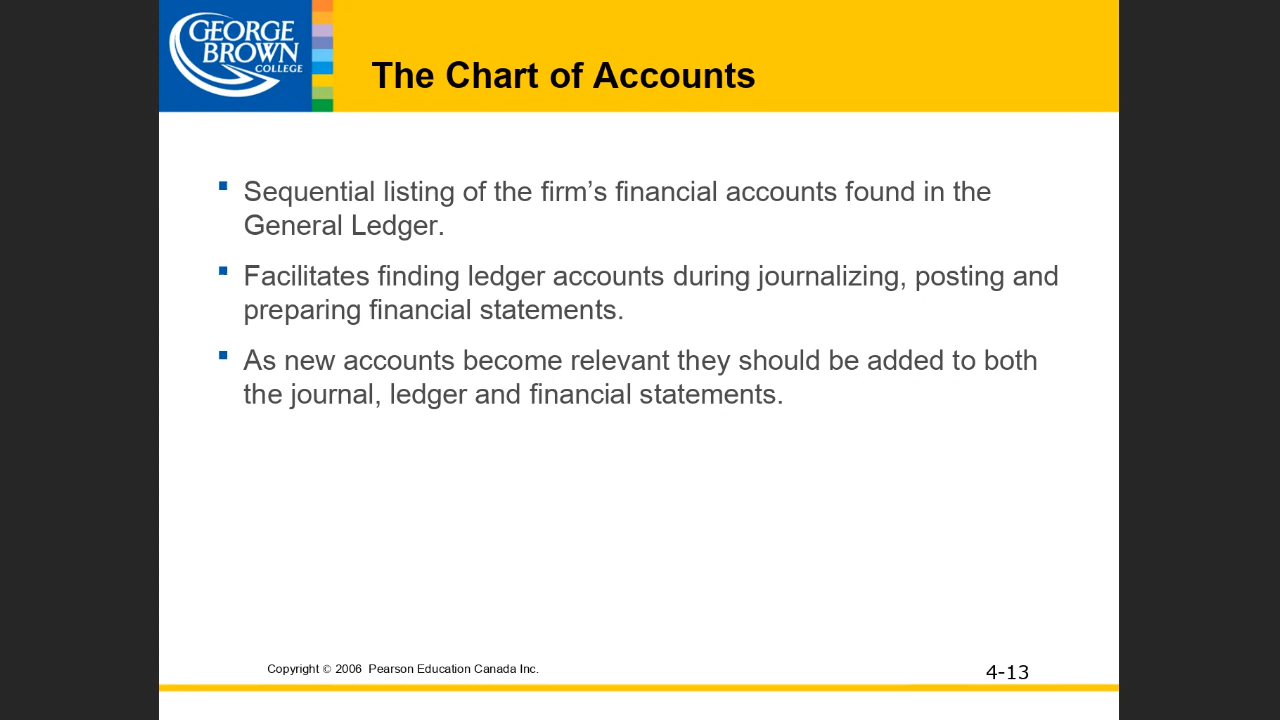 GEORGE
BROWN
COLLEGE
The Chart of Accounts
Sequential listing of the firm’s financial accounts found in the
General Ledger.
Facilitates finding ledger accounts during journalizing, posting and
preparing financial statements.
As new accounts become relevant they should be added to both
the journal, ledger and financial statements.
Copyright © 2006 Pearson Education Canada Inc.
4-13